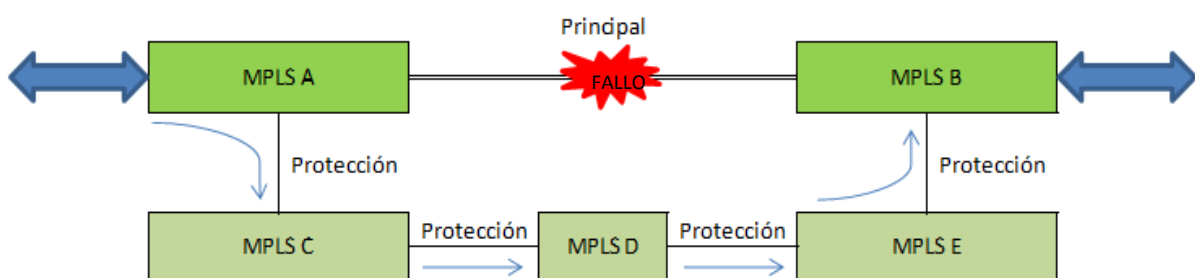 Principal
MPLS A
FALLO
MPLS B
Protección
Protección
MPLS C
Protección
MPLS D
Protección
MPLS E